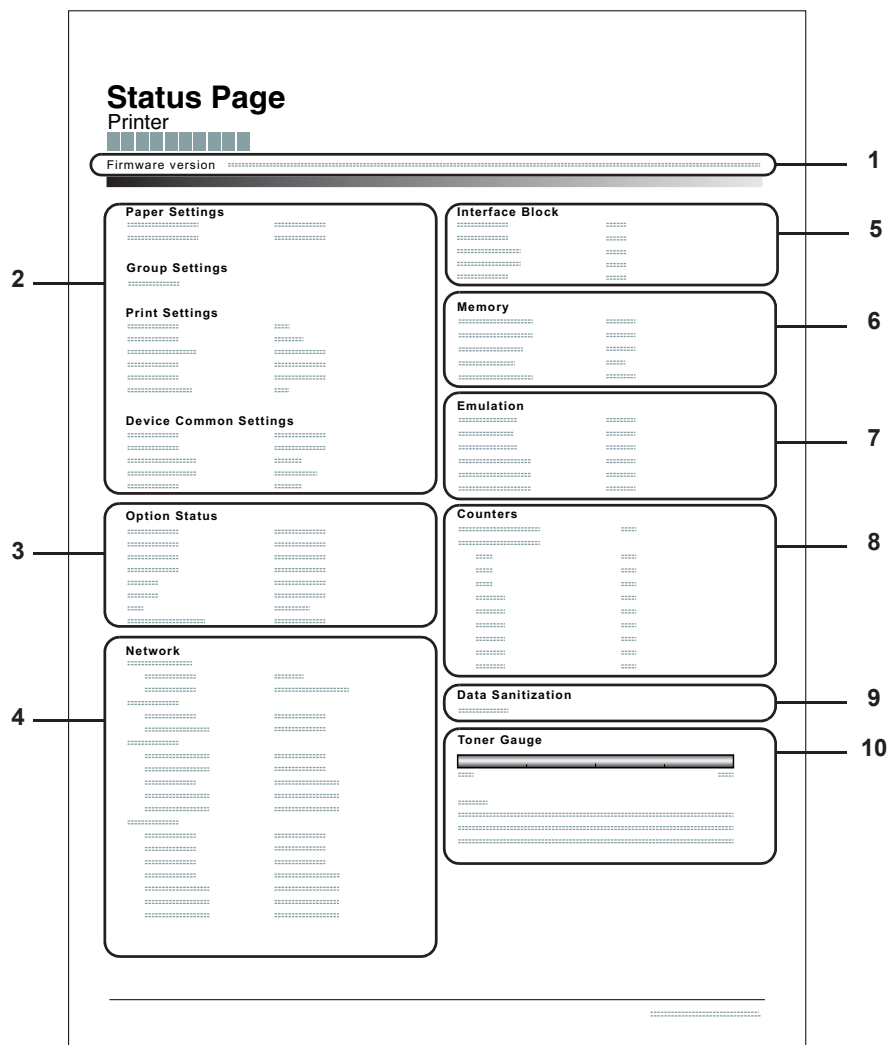 Status Page
Printer
Firmware version
1
Paper Settings
Group Settings
Print Settings
Device Common Settings
2
Option Status
3
Network
4
Interface Block
5
Memory
6
Emulation
7
Counters
8
Data Sanitization
9
Toner Gauge
10